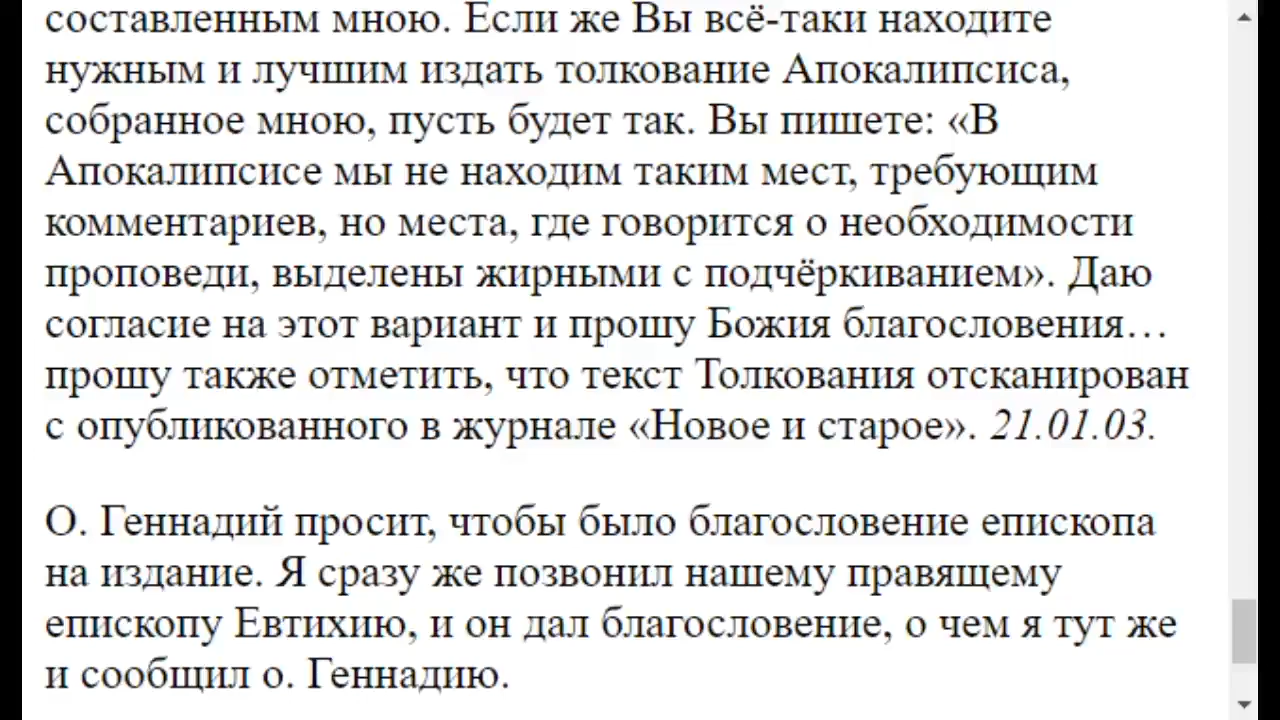 составленным мною. Если же Вы всё-таки находите
нужным и лучшим издать толкование Апокалипсиса,
собранное мною, пусть будет так. Вы пишете: «В
Апокалипсисе мы не находим таким мест, требующим
комментариев, но места, где говорится о необходимости
проповеди, выделены жирными с подчёркиванием». Даю
согласие на этот вариант и прошу Божия благословения…
прошу также отметить, что текст Толкования отсканирован
с опубликованного в журнале «Новое и старое». 21.01.03.
О. Геннадий просит, чтобы было благословение епископа
на издание. Я сразу же позвонил нашему правящему
епископу Евтихию, и он дал благословение, о чем я тут же
и сообщил о. Геннадию.